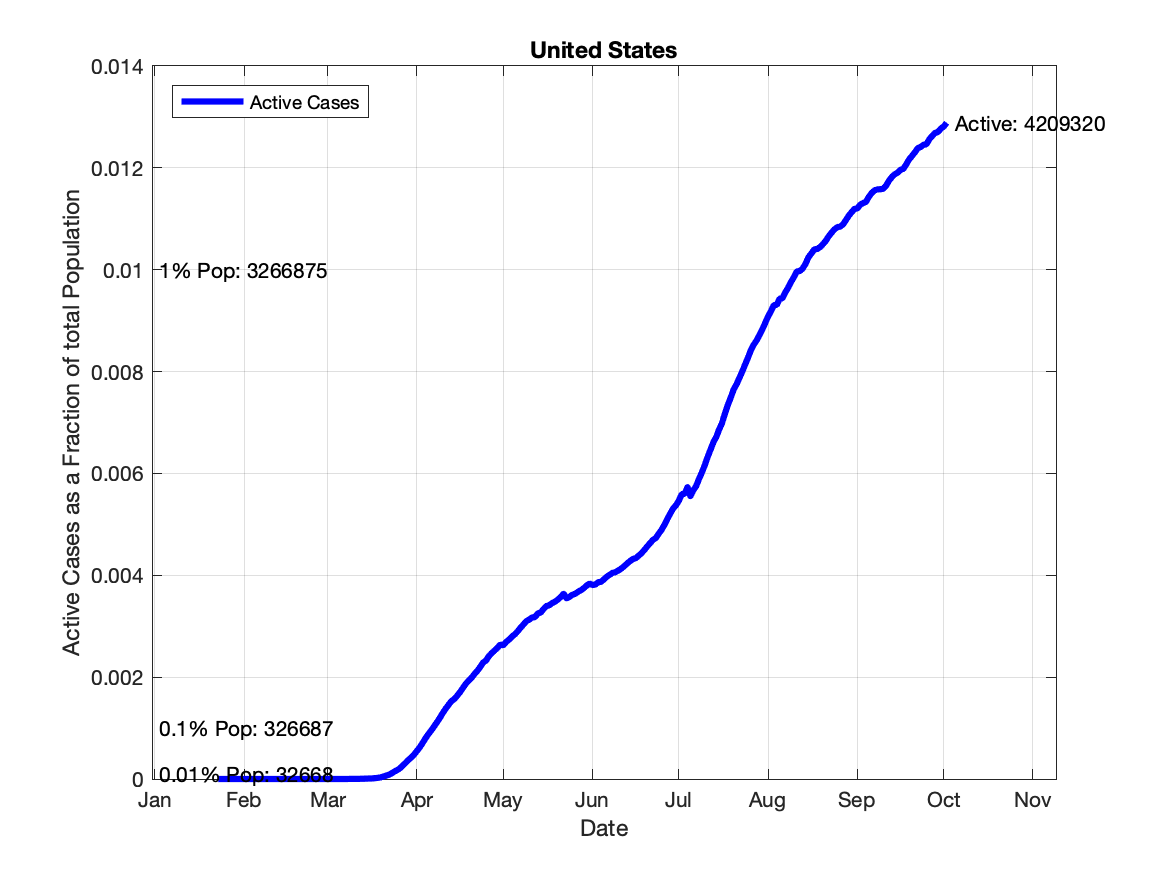 United States
0.014
Active Cases
Active: 4209320
0.012
1% Pop: 3266875
0.01
0.008
0.006
0.004
0.002
0.1% Pop: 326687
0.01% Pop: 32668
0
Jan Feb Mar Apr May Jun Jul Aug Sep Oct Nov
Date
Active Cases as a Fraction of total Population